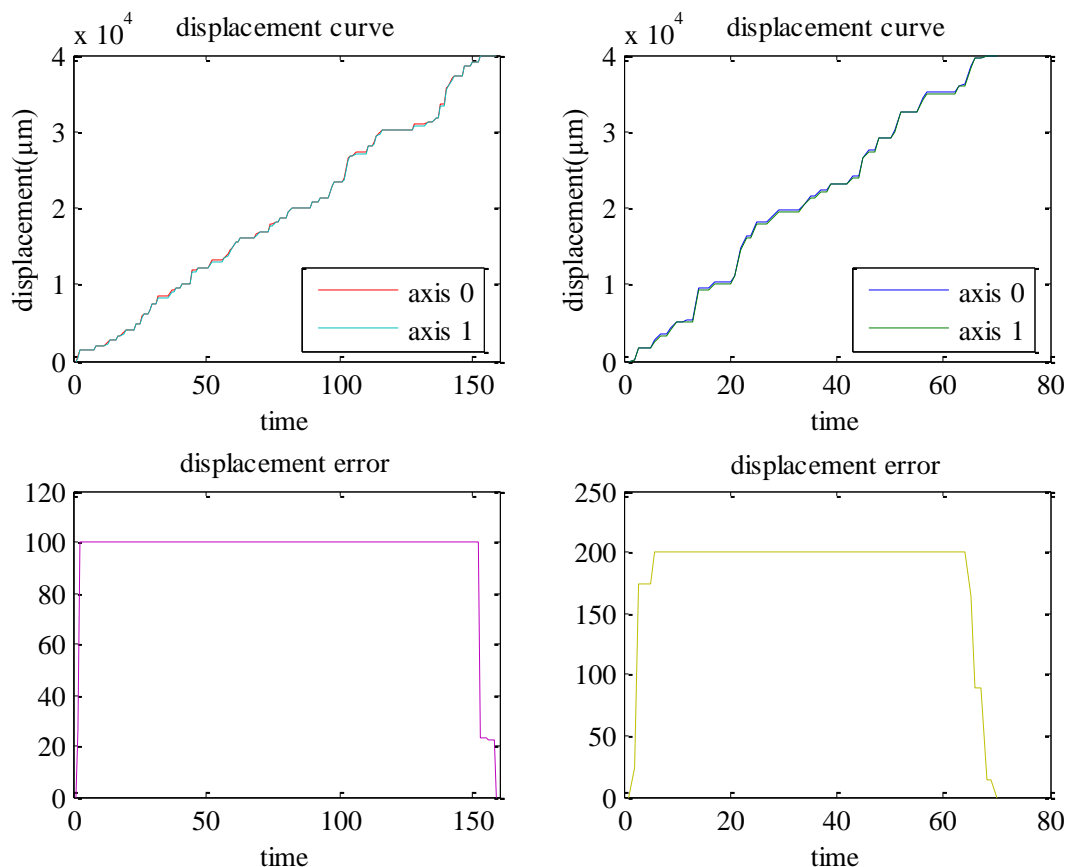 x 10^4
displacement curve
4
3
2
1
0
displacement(μm)
axis 0
axis 1
0
50
100
150
time
x 10^4
displacement curve
4
3
2
1
0
displacement(μm)
axis 0
axis 1
0
20
40
60
80
time
displacement error
120
100
80
60
40
20
0
0
50
100
150
time
displacement error
250
200
150
100
50
0
0
20
40
60
80
time